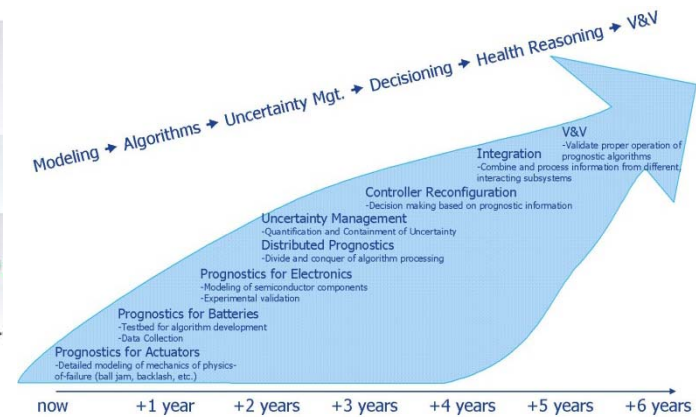 Modeling → Algorithms → Uncertainty Mgt. → Decisioning → Health Reasoning → V&V
V&V
-Validate proper operation of
prognostic algorithms
Integration
-Combine and process information from different,
interacting subsystems
Controller Reconfiguration
-Decision making based on prognostic information
Uncertainty Management
-Quantification and Containment of Uncertainty
Distributed Prognostics
-Divide and conquer of algorithm processing
Prognostics for Electronics
-Modeling of semiconductor components
-Experimental validation
Prognostics for Batteries
-Testbed for algorithm development
-Data Collection
Prognostics for Actuators
-Detailed modeling of mechanics of physics-
of-failure (ball jam, backlash, etc.)
now +1 year +2 years +3 years +4 years +5 years +6 years